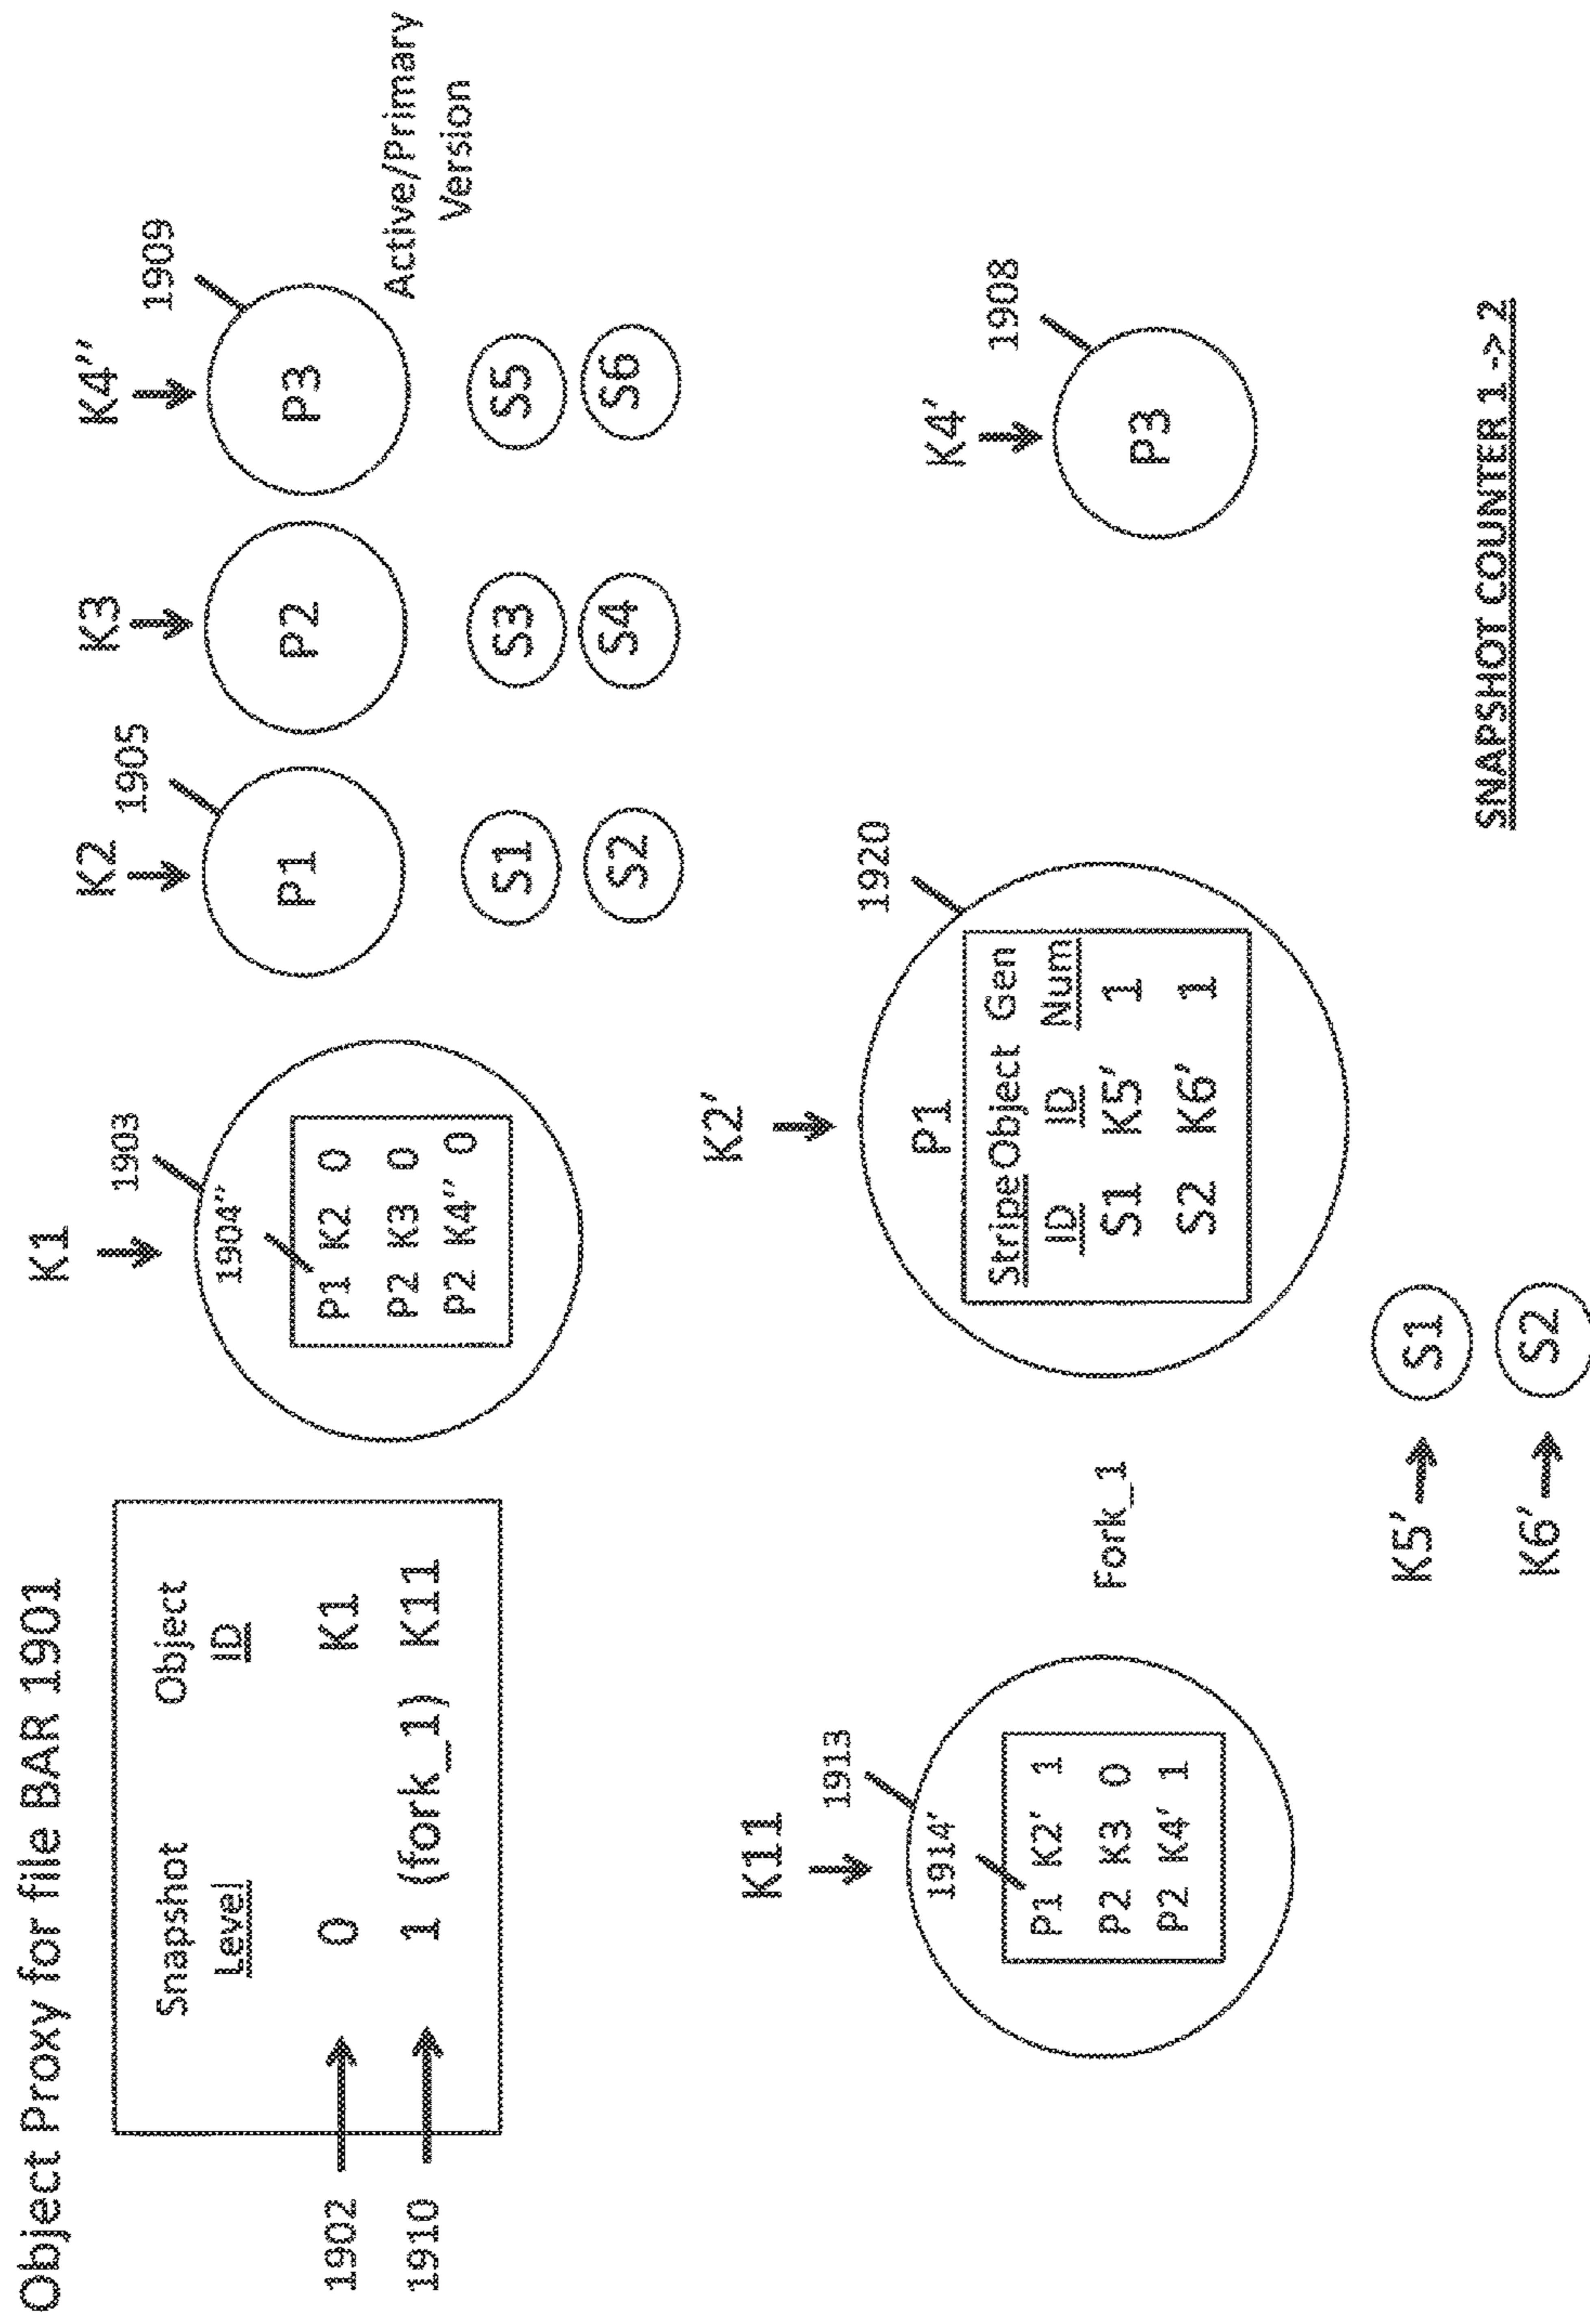 Object Proxy for file BAR 1901
Snapshot Object
Level ID
1902
0 K1
1910
1 (fork_1) K11
K1
1903
1904''
P1 K2 0
P2 K3 0
P2 K4'' 0
K2
1905
P1
S1
S2
K3
P2
S3
S4
K4''
1909
P3
S5
S6
Active/Primary
Version
K11
1913
1914'
P1 K2' 1
P2 K3 0
P2 K4' 1
Fork_1
K2'
1920
P1
Stripe Object Gen
ID ID Num
S1 K5' 1
S2 K6' 1
K5'
S1
K6'
S2
K4'
1908
P3
SNAPSHOT COUNTER 1 -> 2